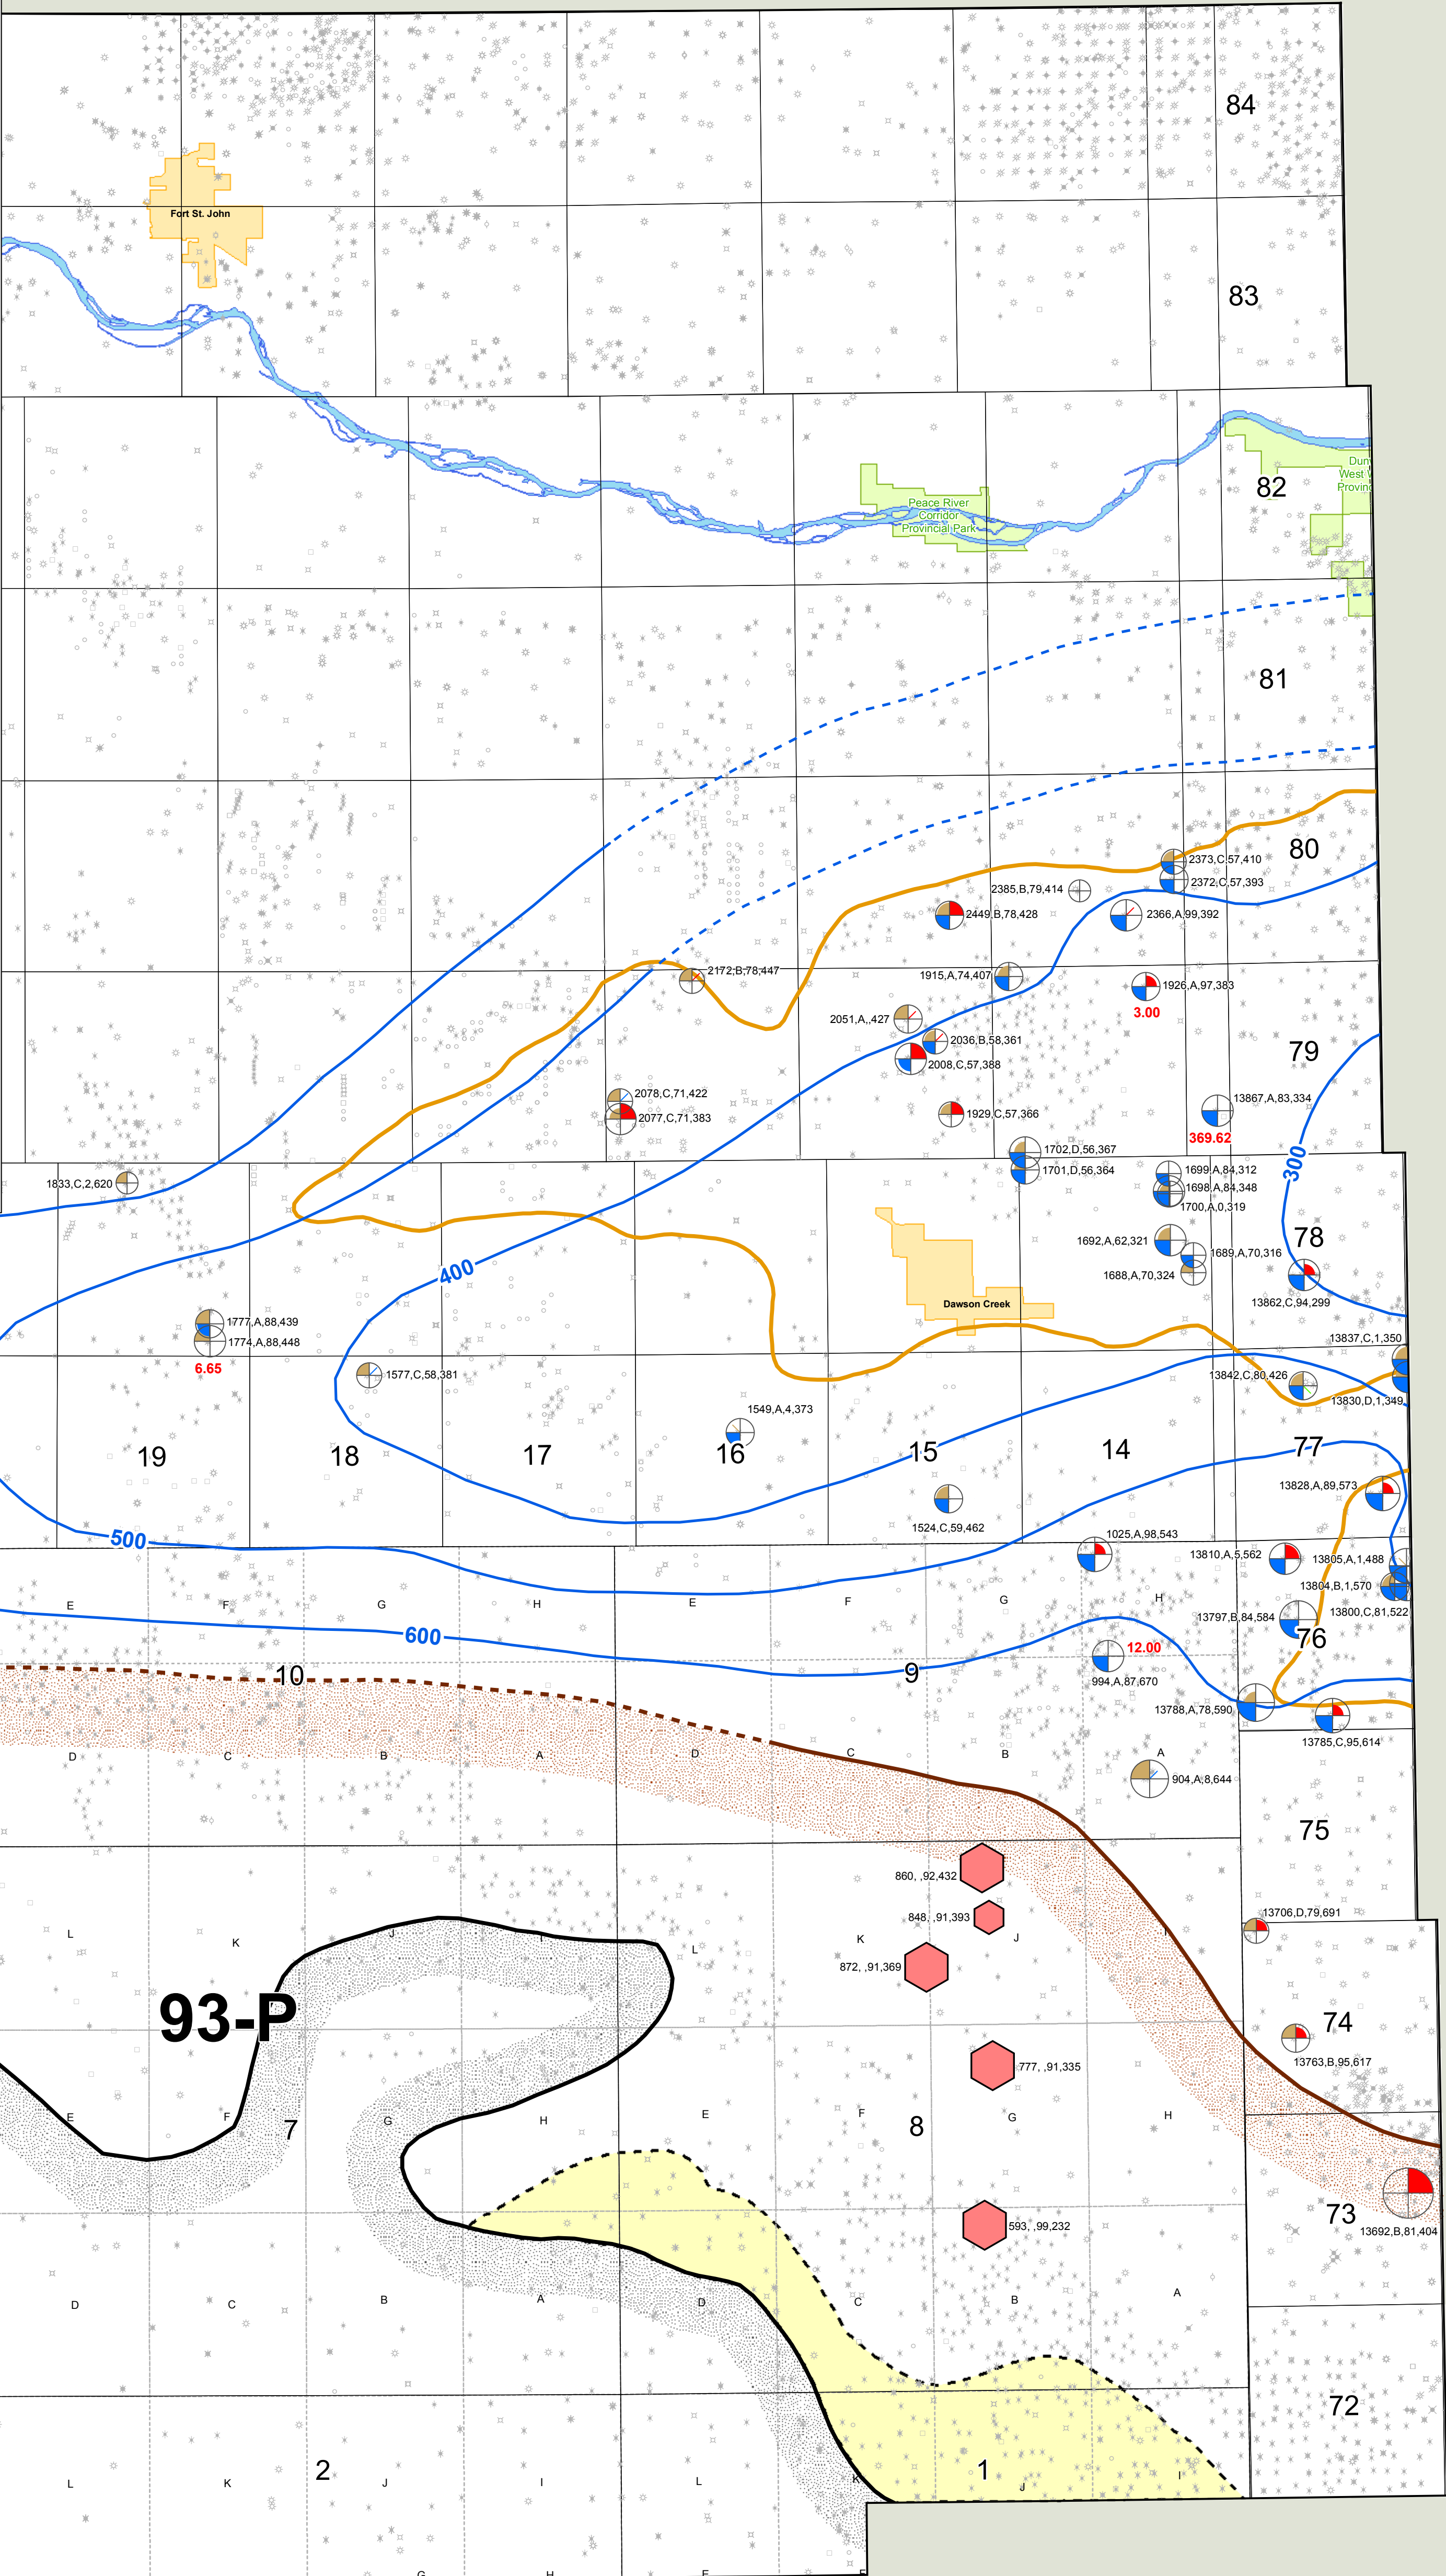 84
Fort St. John
83
Dun
West
Provinc
82
Peace River
Corridor
Provincial Park
81
80
2373,C,57,410
2372,C,57,393
2385,B,79,414
2449,B,78,428
2366,A,99,392
2172,B,78,447
1915,A,74,407
1926,A,97,383
3.00
2051,A,,427
2036,B,58,361
2008,C,57,388
79
2078,C,71,422
2077,C,71,383
1929,C,57,366
13867,A,83,334
369.62
300
1702,D,56,367
1701,D,56,364
1699,A,84,312
1698,A,84,348
1700,A,0,319
1833,C,2,620
78
1692,A,62,321
1689,A,70,316
1688,A,70,324
400
13862,C,94,299
Dawson Creek
1777,A,88,439
1774,A,88,448
6.65
13837,C,1,350
1577,C,58,381
13842,C,80,426
13830,D,1,349
1549,A,4,373
19
18
17
16
15
14
77
13828,A,89,573
1524,C,59,462
500
1025,A,98,543
13810,A,5,562
13805,A,1,488
13804,B,1,570
13800,C,81,522
E
F
G
H
E
F
G
H
13797,B,84,584
600
76
12.00
10
9
994,A,87,670
13788,A,78,590
13785,C,95,614
D
C
B
A
D
C
B
A
904,A,8,644
75
860, ,92,432
848, ,91,393
13706,D,79,691
L
K
J
I
L
K
J
I
872, ,91,369
93-P
74
13763,B,95,617
777, ,91,335
E
F
7
G
H
E
F
8
G
H
73
593, ,99,232
13692,B,81,404
D
C
B
A
D
C
B
A
72
2
1
L
K
J
I
L
K
J
I
G
H
E
F